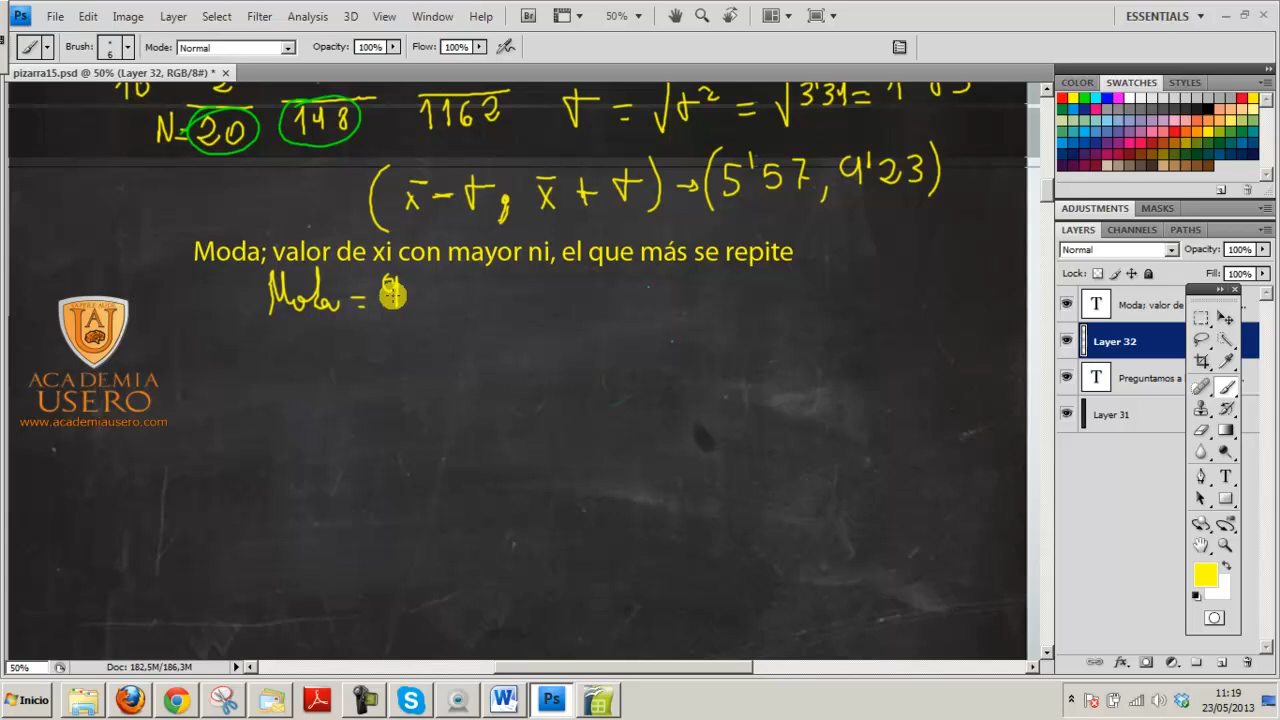 File Edit Image Layer Select Filter Analysis 3D View Window Help Br 50% ESSENTIALS
Brush: 6 Mode: Normal Opacity: 100% Flow: 100%
pizarra15.psd @ 50% (Layer 32, RGB/8#) *
1162 σ = √σ² = √3'34 =
N= 20 148
( x̄ - σ, x̄ + σ ) → (5'57, 9'23)
Moda; valor de xi con mayor ni, el que más se repite
Moda = 9
UA
ACADEMIA
USERO
www.academiausero.com
COLOR SWATCHES STYLES
ADJUSTMENTS MASKS
LAYERS CHANNELS PATHS
Normal Opacity: 100%
Lock: Fill: 100%
T Moda; valor de
Layer 32
T Preguntamos a
Layer 31
50% Doc: 182,5M/186,3M
Inicio
11:19
23/05/2013